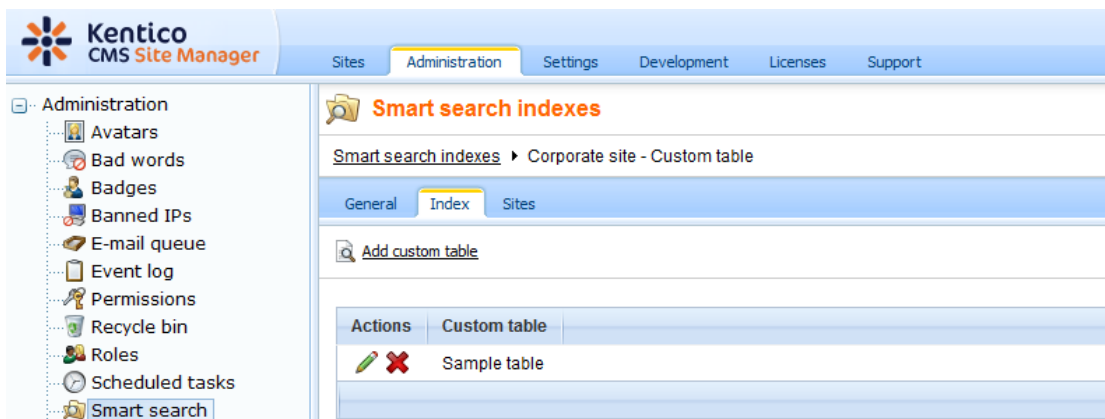 Kentico
CMS Site Manager
Sites Administration Settings Development Licenses Support
Administration
Avatars
Bad words
Badges
Banned IPs
E-mail queue
Event log
Permissions
Recycle bin
Roles
Scheduled tasks
Smart search
Smart search indexes
Smart search indexes ▸ Corporate site - Custom table
General Index Sites
Add custom table
Actions Custom table
Sample table